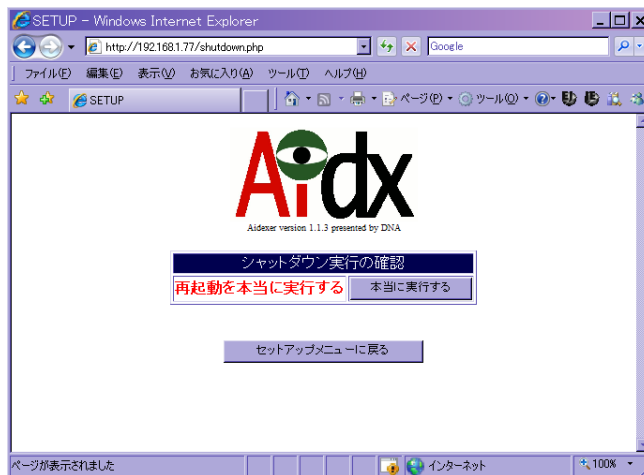 SETUP - Windows Internet Explorer
http://192.168.1.77/shutdown.php
Google
ファイル(F) 編集(E) 表示(V) お気に入り(A) ツール(T) ヘルプ(H)
SETUP
ページ(P) ツール(O)
Aidx
Aidexer version 1.1.3 presented by DNA
シャットダウン実行の確認
再起動を本当に実行する 本当に実行する
セットアップメニューに戻る
ページが表示されました インターネット 100%